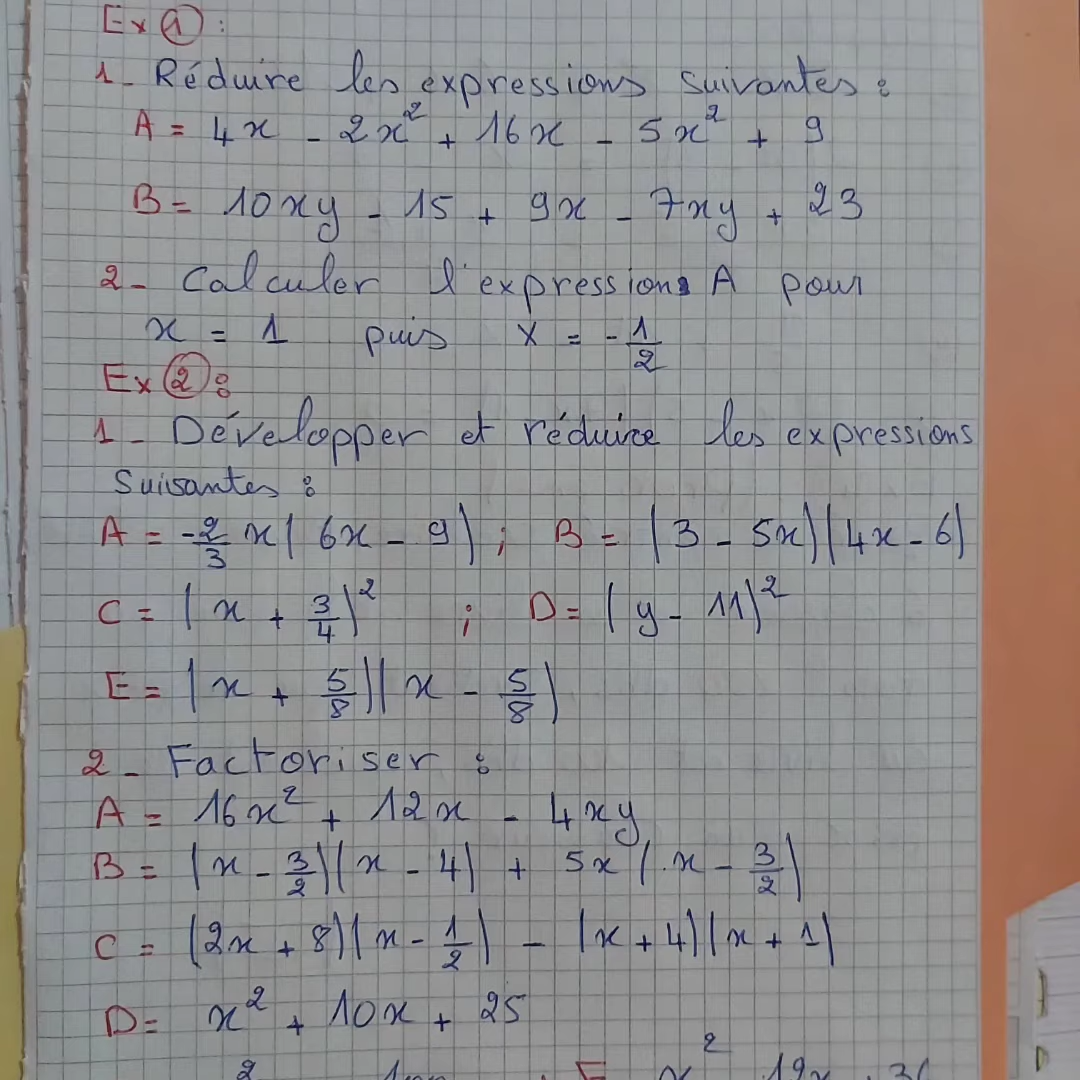 Ex ① :
1 - Réduire les expressions suivantes :
A = 4x - 2x² + 16x - 5x² + 9
B = 10xy - 15 + 9x - 7xy + 23
2 - Calculer l'expressions A pour
x = 1 puis X = -1/2
Ex ② :
1 - Développer et réduire les expressions
suivantes :
A = -2/3 x(6x - 9) ; B = (3 - 5x)(4x - 6)
C = (x + 3/4)² ; D = (y - 11)²
E = (x + 5/8)(x - 5/8)
2 - Factoriser :
A = 16x² + 12x - 4xy
B = (x - 3/2)(x - 4) + 5x(x - 3/2)
C = (2x + 8)(x - 1/2) - (x + 4)(x + 1)
D = x² + 10x + 25